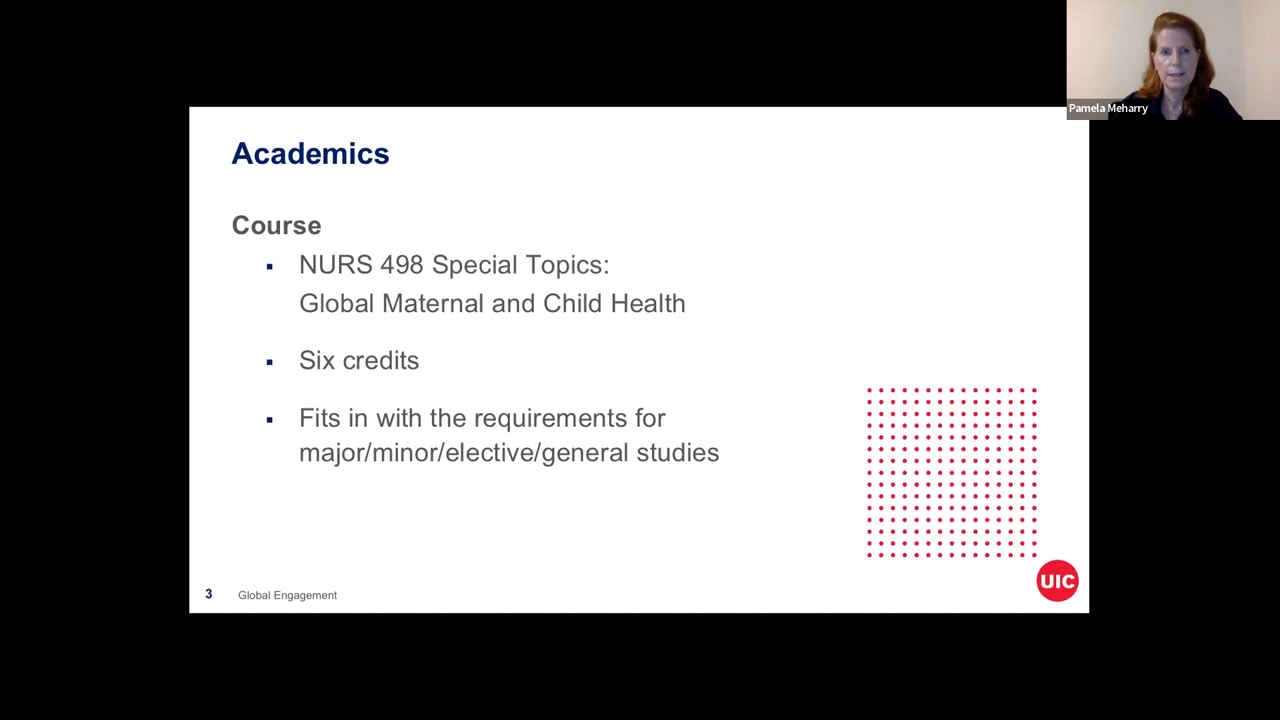 Pamela Meharry
Academics
Course
▪ NURS 498 Special Topics:
Global Maternal and Child Health
▪ Six credits
▪ Fits in with the requirements for
major/minor/elective/general studies
3 Global Engagement
UIC